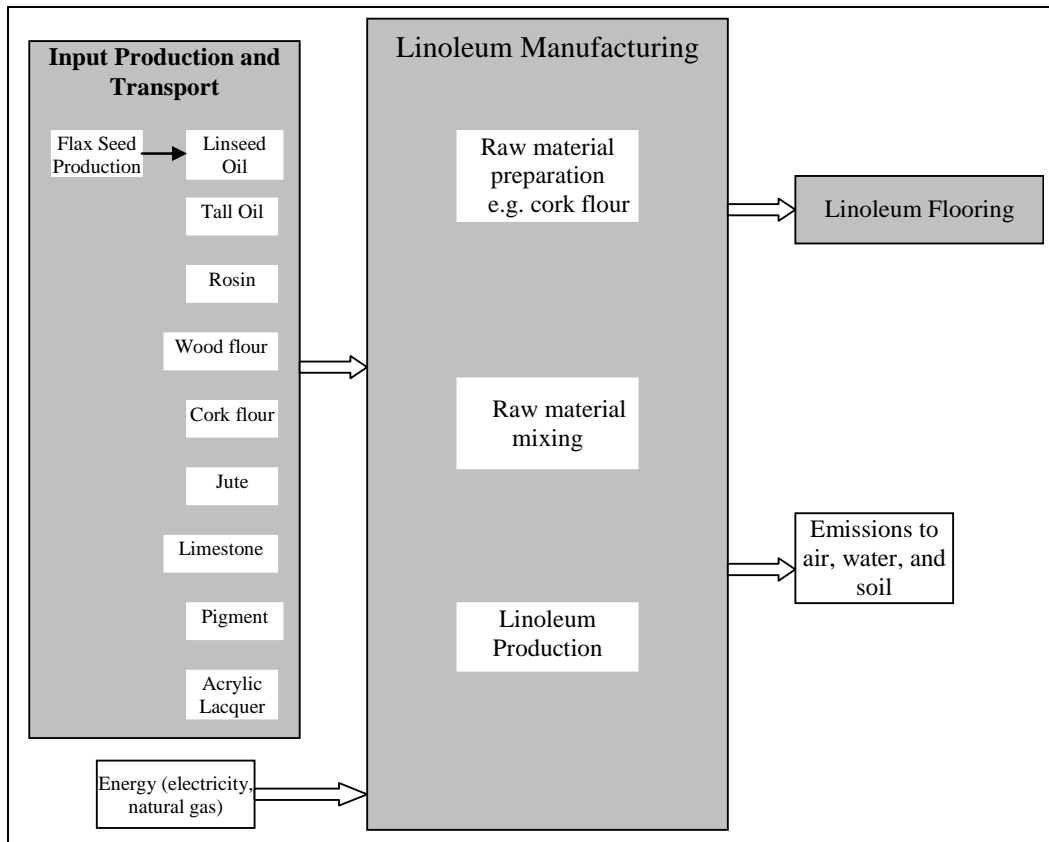 Input Production and
Transport
Flax Seed
Production
Linseed
Oil
Tall Oil
Rosin
Wood flour
Cork flour
Jute
Limestone
Pigment
Acrylic
Lacquer
Energy (electricity,
natural gas)
Linoleum Manufacturing
Raw material
preparation
e.g. cork flour
Raw material
mixing
Linoleum
Production
Linoleum Flooring
Emissions to
air, water, and
soil